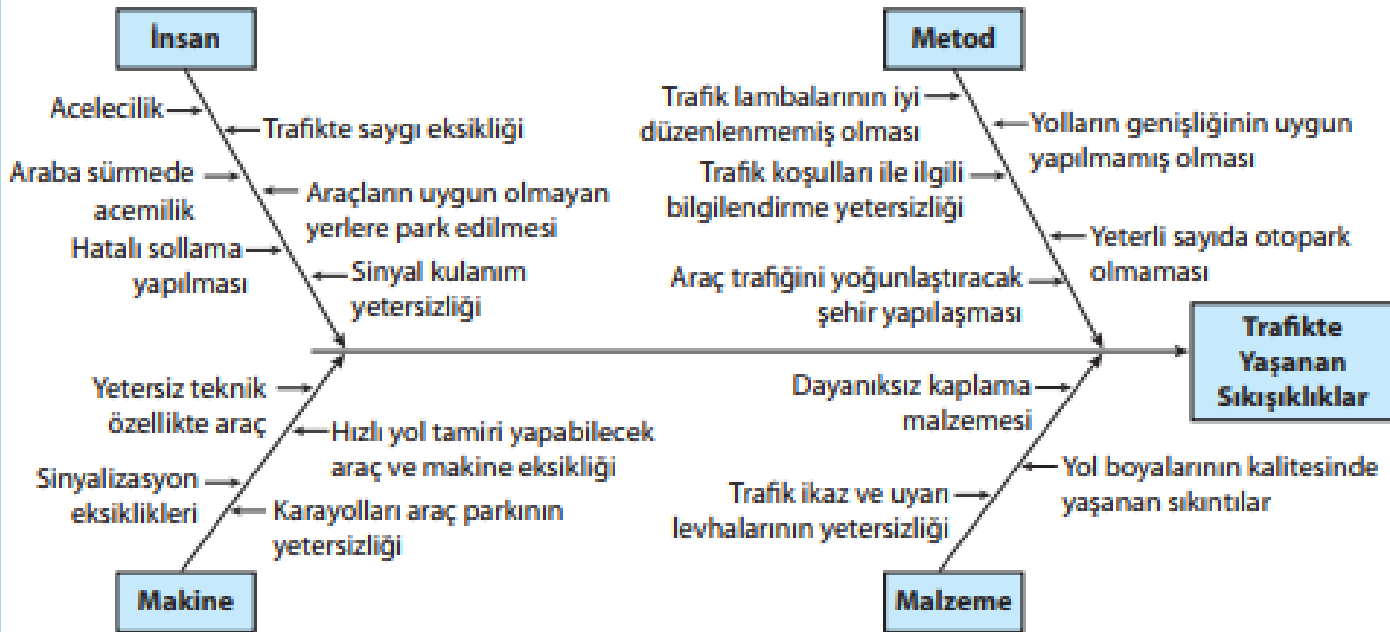 İnsan
Acelecilik
Trafikte saygı eksikliği
Araba sürmede
acemilik
Araçların uygun olmayan
yerlere park edilmesi
Hatalı sollama
yapılması
Sinyal kulanım
yetersizliği
Metod
Trafik lambalarının iyi
düzenlenmemiş olması
Yolların genişliğinin uygun
yapılmamış olması
Trafik koşulları ile ilgili
bilgilendirme yetersizliği
Yeterli sayıda otopark
olmaması
Araç trafiğini yoğunlaştıracak
şehir yapılaşması
Trafikte
Yaşanan
Sıkışıklıklar
Yetersiz teknik
özellikte araç
Hızlı yol tamiri yapabilecek
araç ve makine eksikliği
Sinyalizasyon
eksiklikleri
Karayolları araç parkının
yetersizliği
Makine
Dayanıksız kaplama
malzemesi
Yol boyalarının kalitesinde
yaşanan sıkıntılar
Trafik ikaz ve uyarı
levhalarının yetersizliği
Malzeme